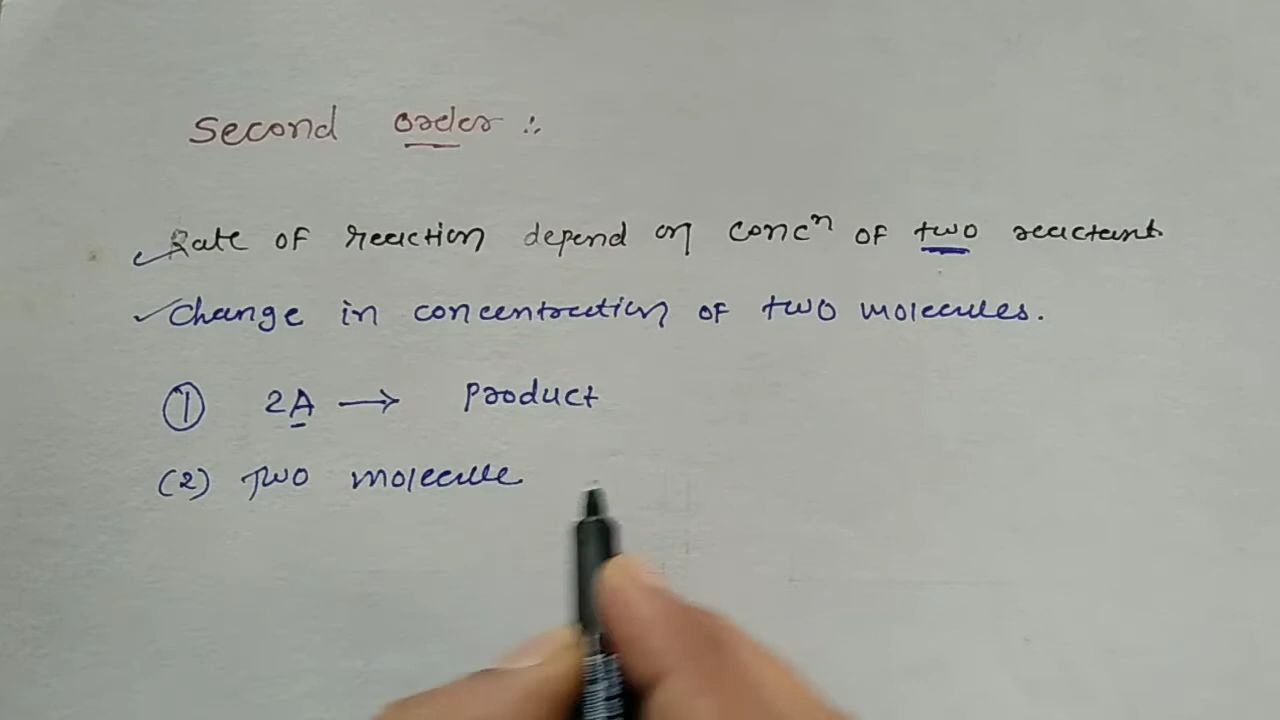 Second order :
Rate of reaction depend on concⁿ of two reactant
Change in concentration of two molecules.
① 2A → Product
(2) Two molecule